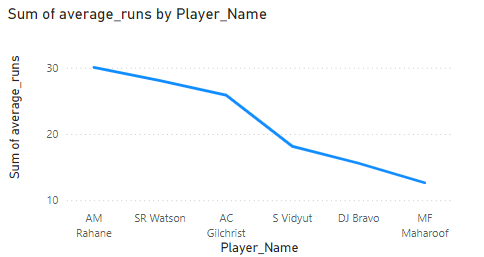 Sum of average_runs by Player_Name
Sum of average_runs
30
20
10
AM
Rahane
SR Watson
AC
Gilchrist
S Vidyut
DJ Bravo
MF
Maharoof
Player_Name